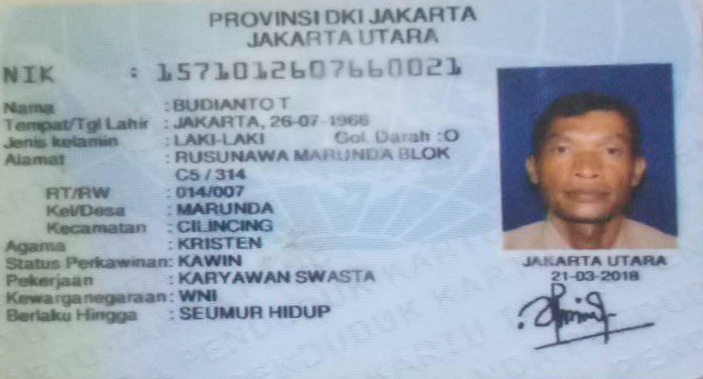 PROVINSI DKI JAKARTA
JAKARTA UTARA
NIK : 1571012607660021
Nama : BUDIANTO T
Tempat/Tgl Lahir : JAKARTA, 26-07-1966
Jenis kelamin : LAKI-LAKI Gol. Darah :O
Alamat : RUSUNAWA MARUNDA BLOK
C5 / 314
RT/RW : 014/007
Kel/Desa : MARUNDA
Kecamatan : CILINCING
Agama : KRISTEN
Status Perkawinan: KAWIN
Pekerjaan : KARYAWAN SWASTA
Kewarganegaraan: WNI
Berlaku Hingga : SEUMUR HIDUP
JAKARTA UTARA
21-03-2018